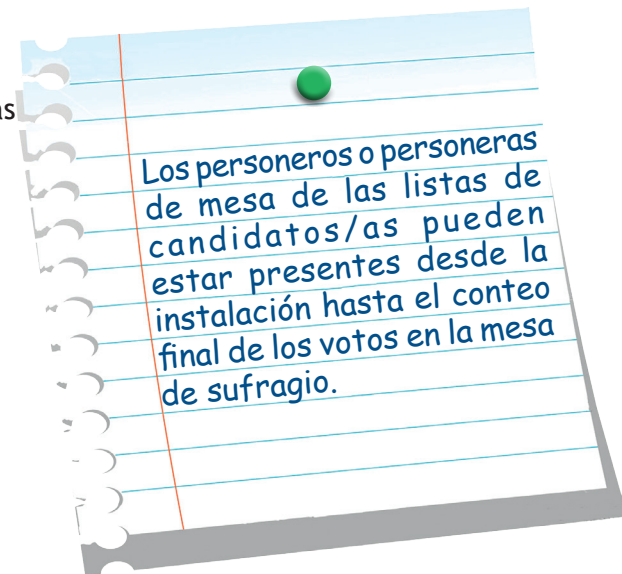 as
Los personeros o personeras
de mesa de las listas de
candidatos/as pueden
estar presentes desde la
instalación hasta el conteo
final de los votos en la mesa
de sufragio.